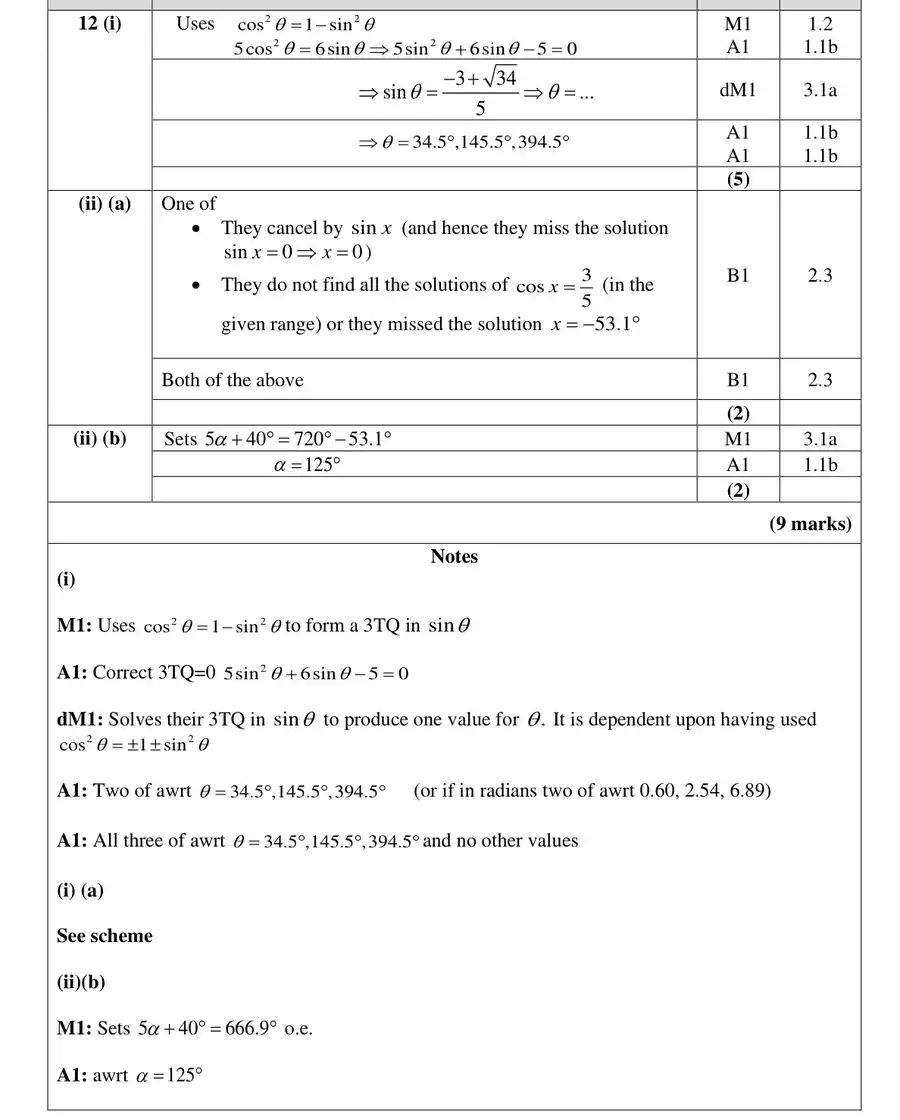 12 (i) Uses cos² θ = 1 − sin² θ M1 1.2
5cos² θ = 6sin θ ⇒ 5sin² θ + 6sin θ − 5 = 0 A1 1.1b
⇒ sin θ = (−3 + √34)/5 ⇒ θ = ... dM1 3.1a
⇒ θ = 34.5°,145.5°,394.5° A1 1.1b
A1 1.1b
(5)
(ii) (a) One of
• They cancel by sin x (and hence they miss the solution
sin x = 0 ⇒ x = 0)
• They do not find all the solutions of cos x = 3/5 (in the
given range) or they missed the solution x = −53.1°
B1 2.3
Both of the above B1 2.3
(2)
(ii) (b) Sets 5α + 40° = 720° − 53.1° M1 3.1a
α = 125° A1 1.1b
(2)
(9 marks)
Notes
(i)
M1: Uses cos² θ = 1 − sin² θ to form a 3TQ in sin θ
A1: Correct 3TQ=0 5sin² θ + 6sin θ − 5 = 0
dM1: Solves their 3TQ in sin θ to produce one value for θ. It is dependent upon having used
cos² θ = ±1 ± sin² θ
A1: Two of awrt θ = 34.5°,145.5°,394.5° (or if in radians two of awrt 0.60, 2.54, 6.89)
A1: All three of awrt θ = 34.5°,145.5°,394.5° and no other values
(i) (a)
See scheme
(ii)(b)
M1: Sets 5α + 40° = 666.9° o.e.
A1: awrt α = 125°